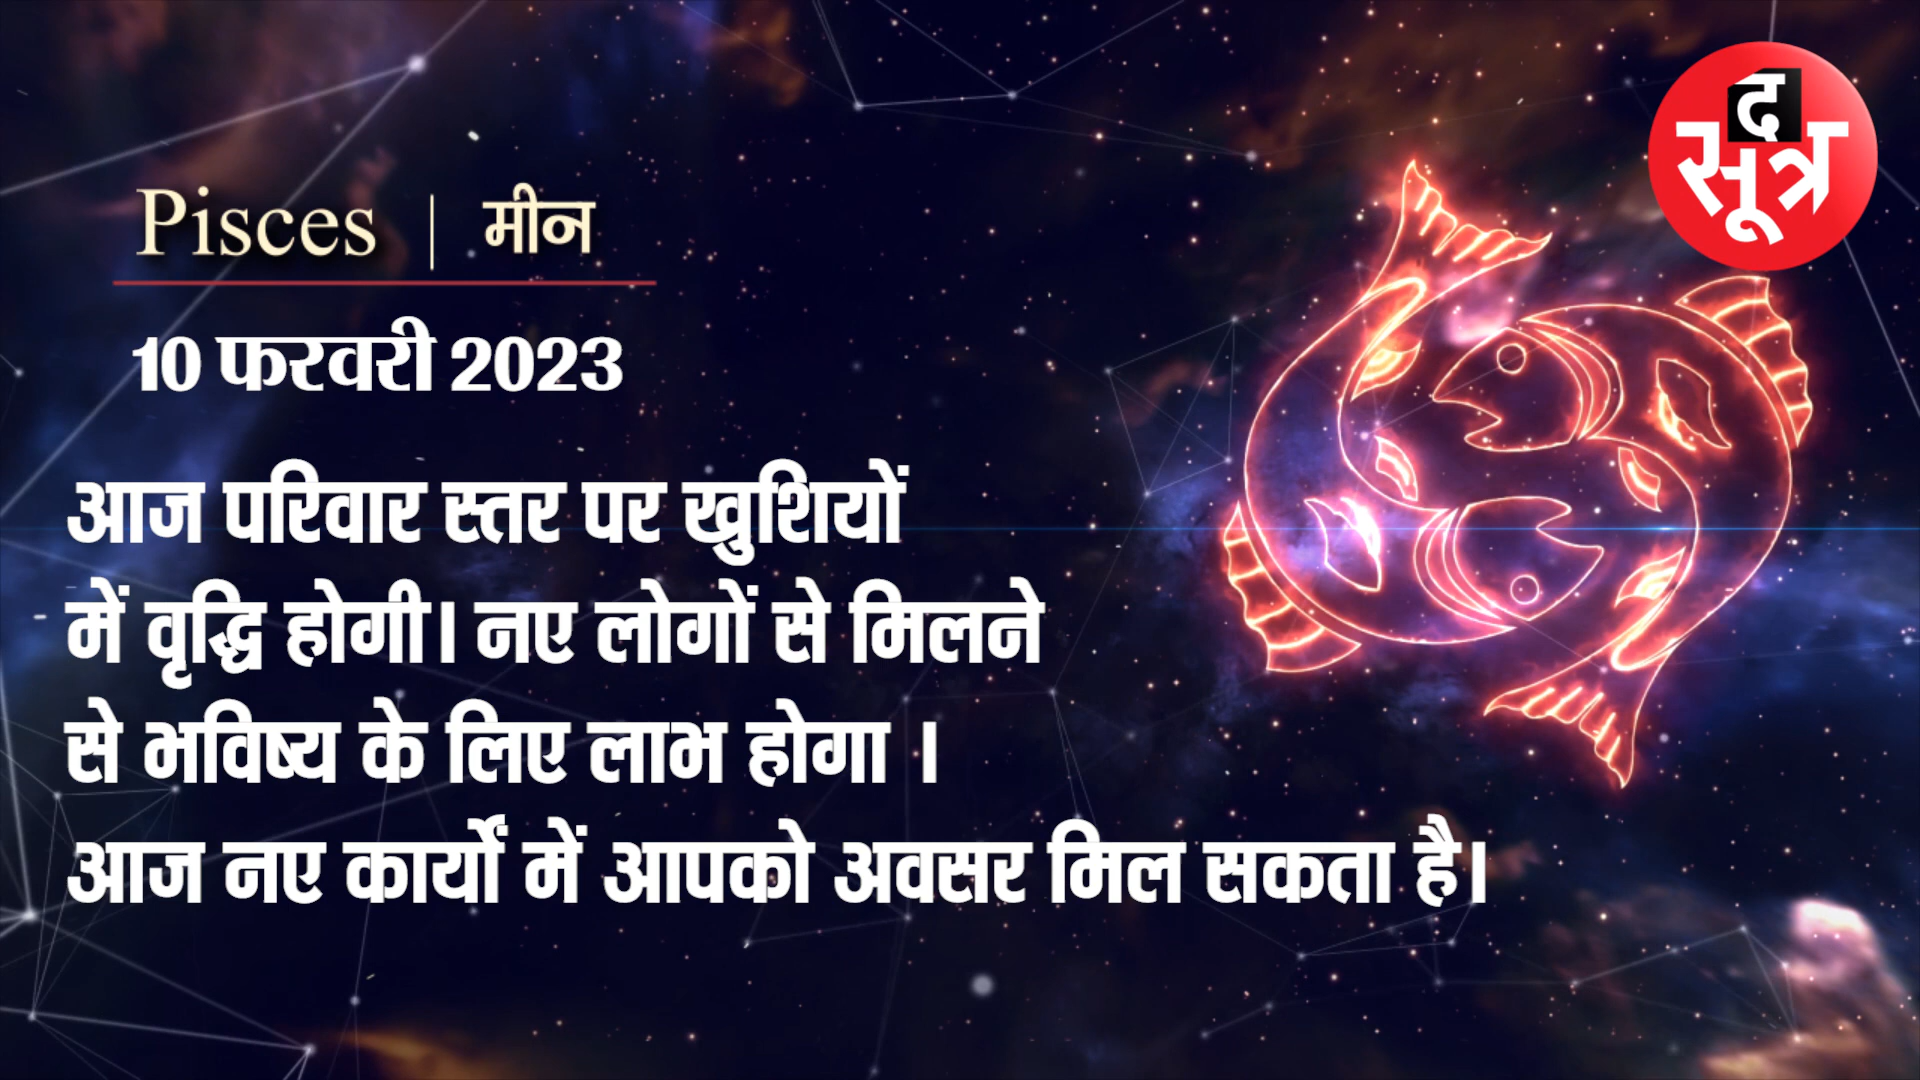 द
सूत्र
Pisces | मीन
10 फरवरी 2023
आज परिवार स्तर पर खुशियों
में वृद्धि होगी। नए लोगों से मिलने
से भविष्य के लिए लाभ होगा ।
आज नए कार्यों में आपको अवसर मिल सकता है।